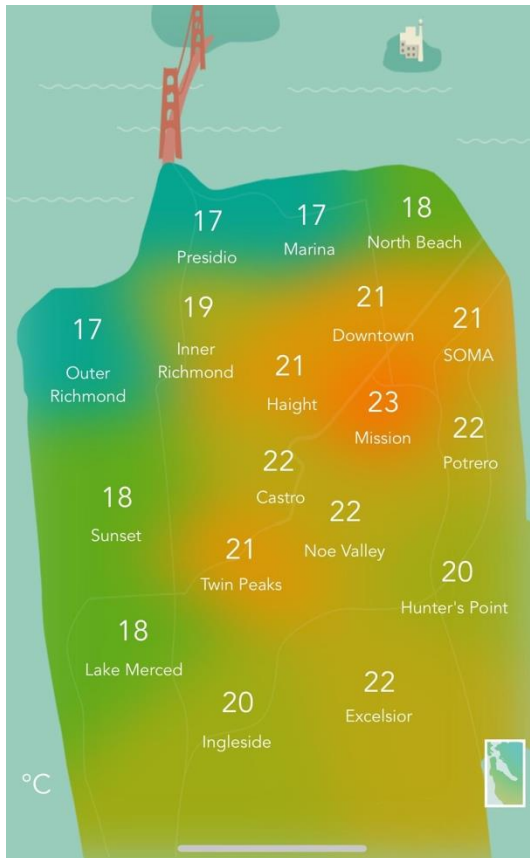 17
Presidio
17
Marina
18
North Beach
17
Outer
Richmond
19
Inner
Richmond
21
Downtown
21
SOMA
21
Haight
23
Mission
22
Potrero
22
Castro
18
Sunset
22
Noe Valley
21
Twin Peaks
20
Hunter's Point
18
Lake Merced
20
Ingleside
22
Excelsior
°C